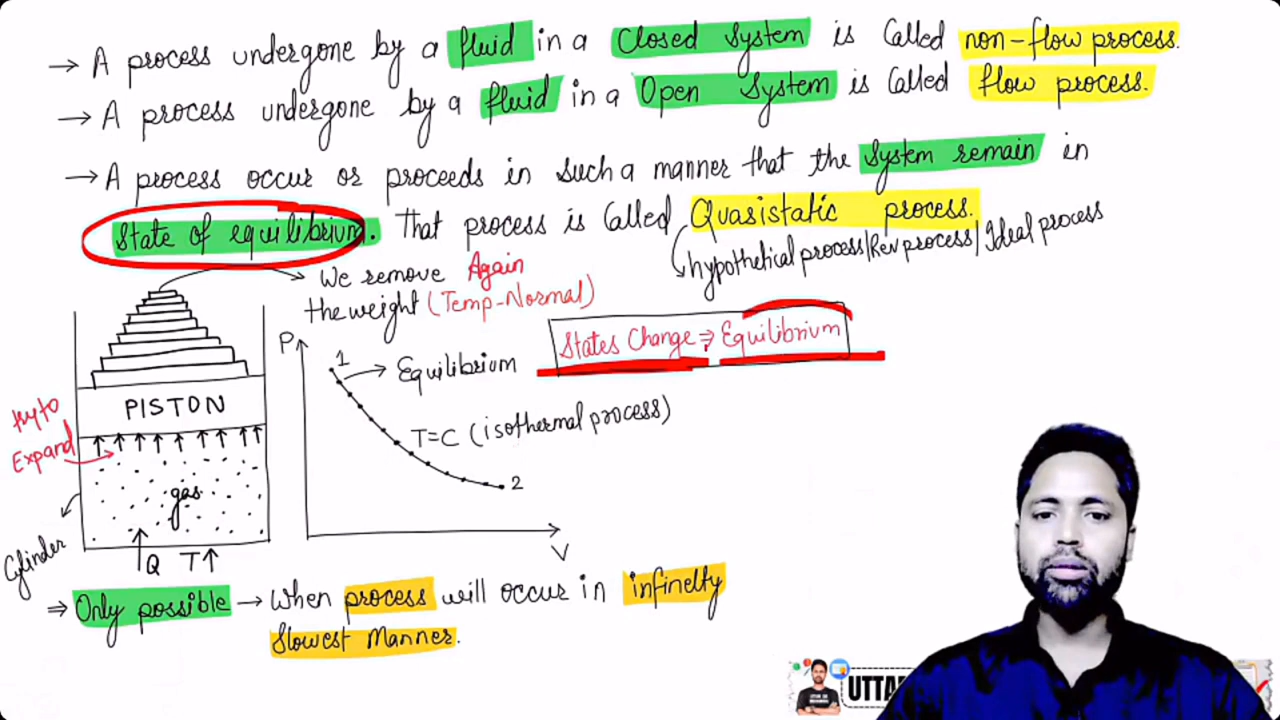 → A process undergone by a fluid in a Closed System is Called non-flow process.
→ A process undergone by a fluid in a Open System is Called flow process.
→ A process occur or proceeds in such a manner that the System remain in
State of equilibrium. That process is Called Quasistatic process.
hypothetical process/Rev process/Ideal process
We remove Again
the weight (Temp-Normal)
States Change ⇒ Equilibrium
PISTON
try to
Expand
gas
Cylinder
Q T↑
P
1
Equilibrium
T=C (isothermal process)
2
V
⇒ Only possible → When process will occur in infinelty
Slowest Manner.